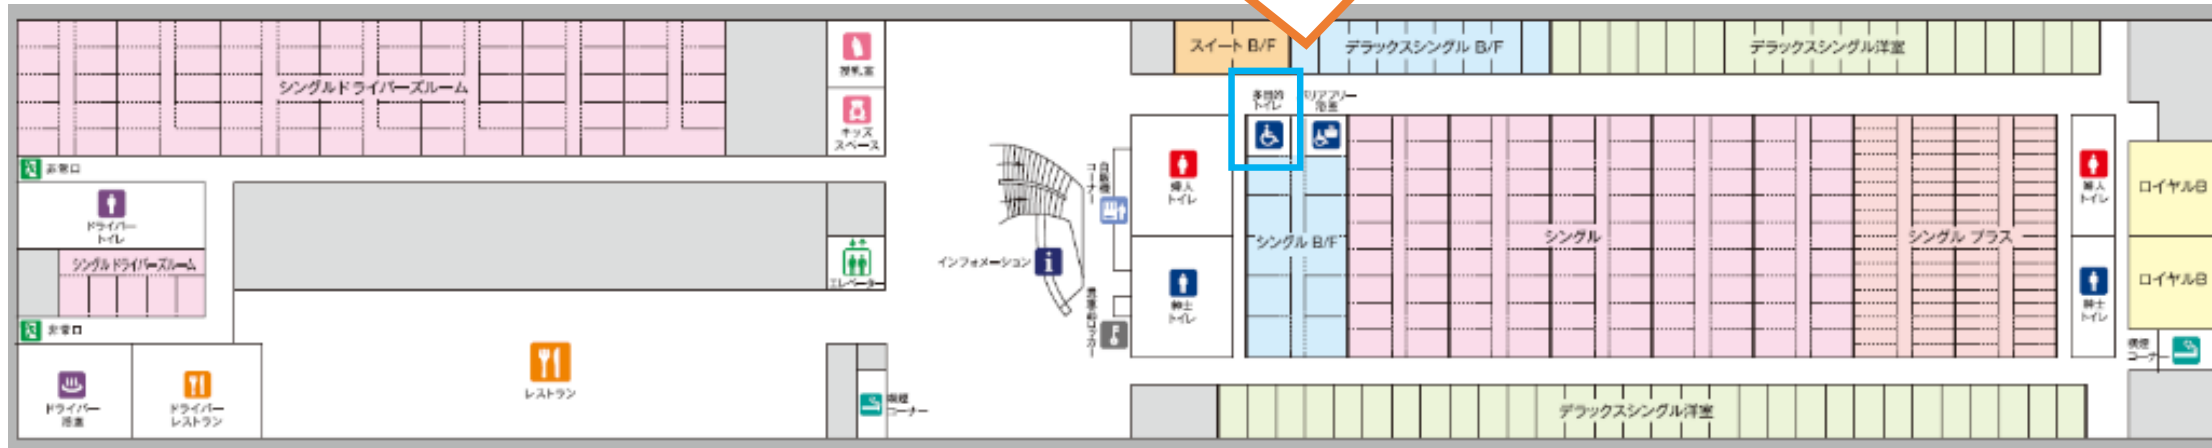 シングルドライバーズルーム
授乳室
キッズ
スペース
スイート B/F
デラックスシングル B/F
デラックスシングル洋室
多目的
トイレ
バリアフリー
浴室
非常口
ドライバー
トイレ
シングルドライバーズルーム
非常口
ドライバー
浴室
ドライバー
レストラン
レストラン
エレベーター
喫煙
コーナー
インフォメーション
i
自販機
コーナー
婦人
トイレ
紳士
トイレ
シングル B/F
シングル
シングル プラス
婦人
トイレ
紳士
トイレ
ロイヤルB
ロイヤルB
喫煙
コーナー
デラックスシングル洋室